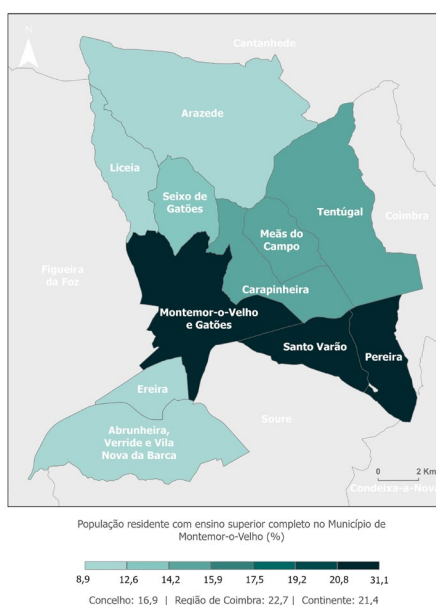 N
Cantanhede
Arazede
Liceia
Seixo de
Gatões
Tentúgal
Coimbra
Meãs do
Campo
Figueira
da Foz
Carapinheira
Montemor-o-Velho
e Gatões
Santo Varão
Pereira
Ereira
Soure
Abrunheira,
Verride e Vila
Nova da Barca
0 2 Km
Condeixa-a-Nova
População residente com ensino superior completo no Município de
Montemor-o-Velho (%)
8,9 12,6 14,2 15,9 17,5 19,2 20,8 31,1
Concelho: 16,9 | Região de Coimbra: 22,7 | Continente: 21,4